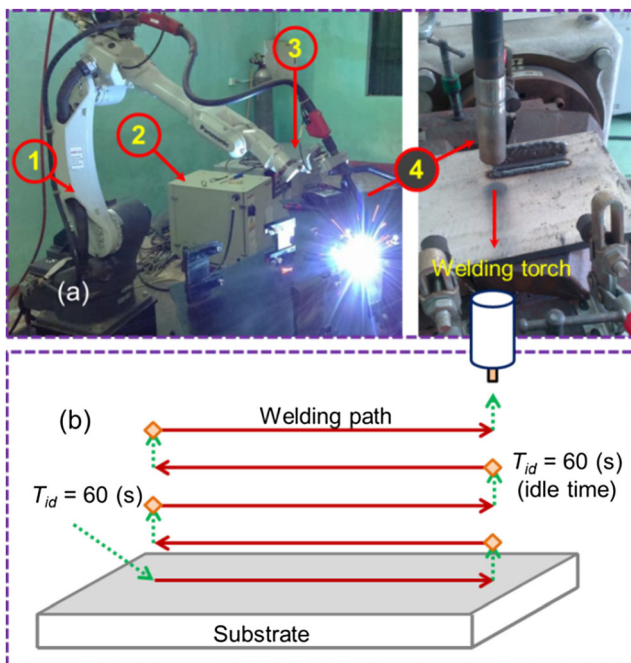 3
2
1
4
(a)
Welding torch
(b)
Welding path
T_id = 60 (s)
(idle time)
T_id = 60 (s)
Substrate